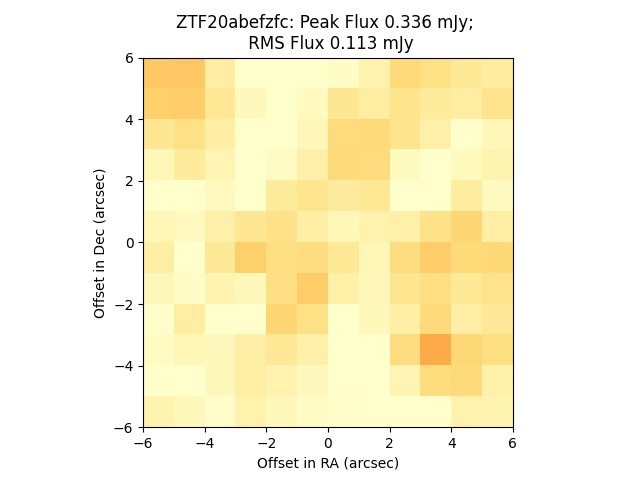 ZTF20abefzfc: Peak Flux 0.336 mJy;
RMS Flux 0.113 mJy
6
4
2
0
−2
−4
−6
Offset in Dec (arcsec)
−6 −4 −2 0 2 4 6
Offset in RA (arcsec)